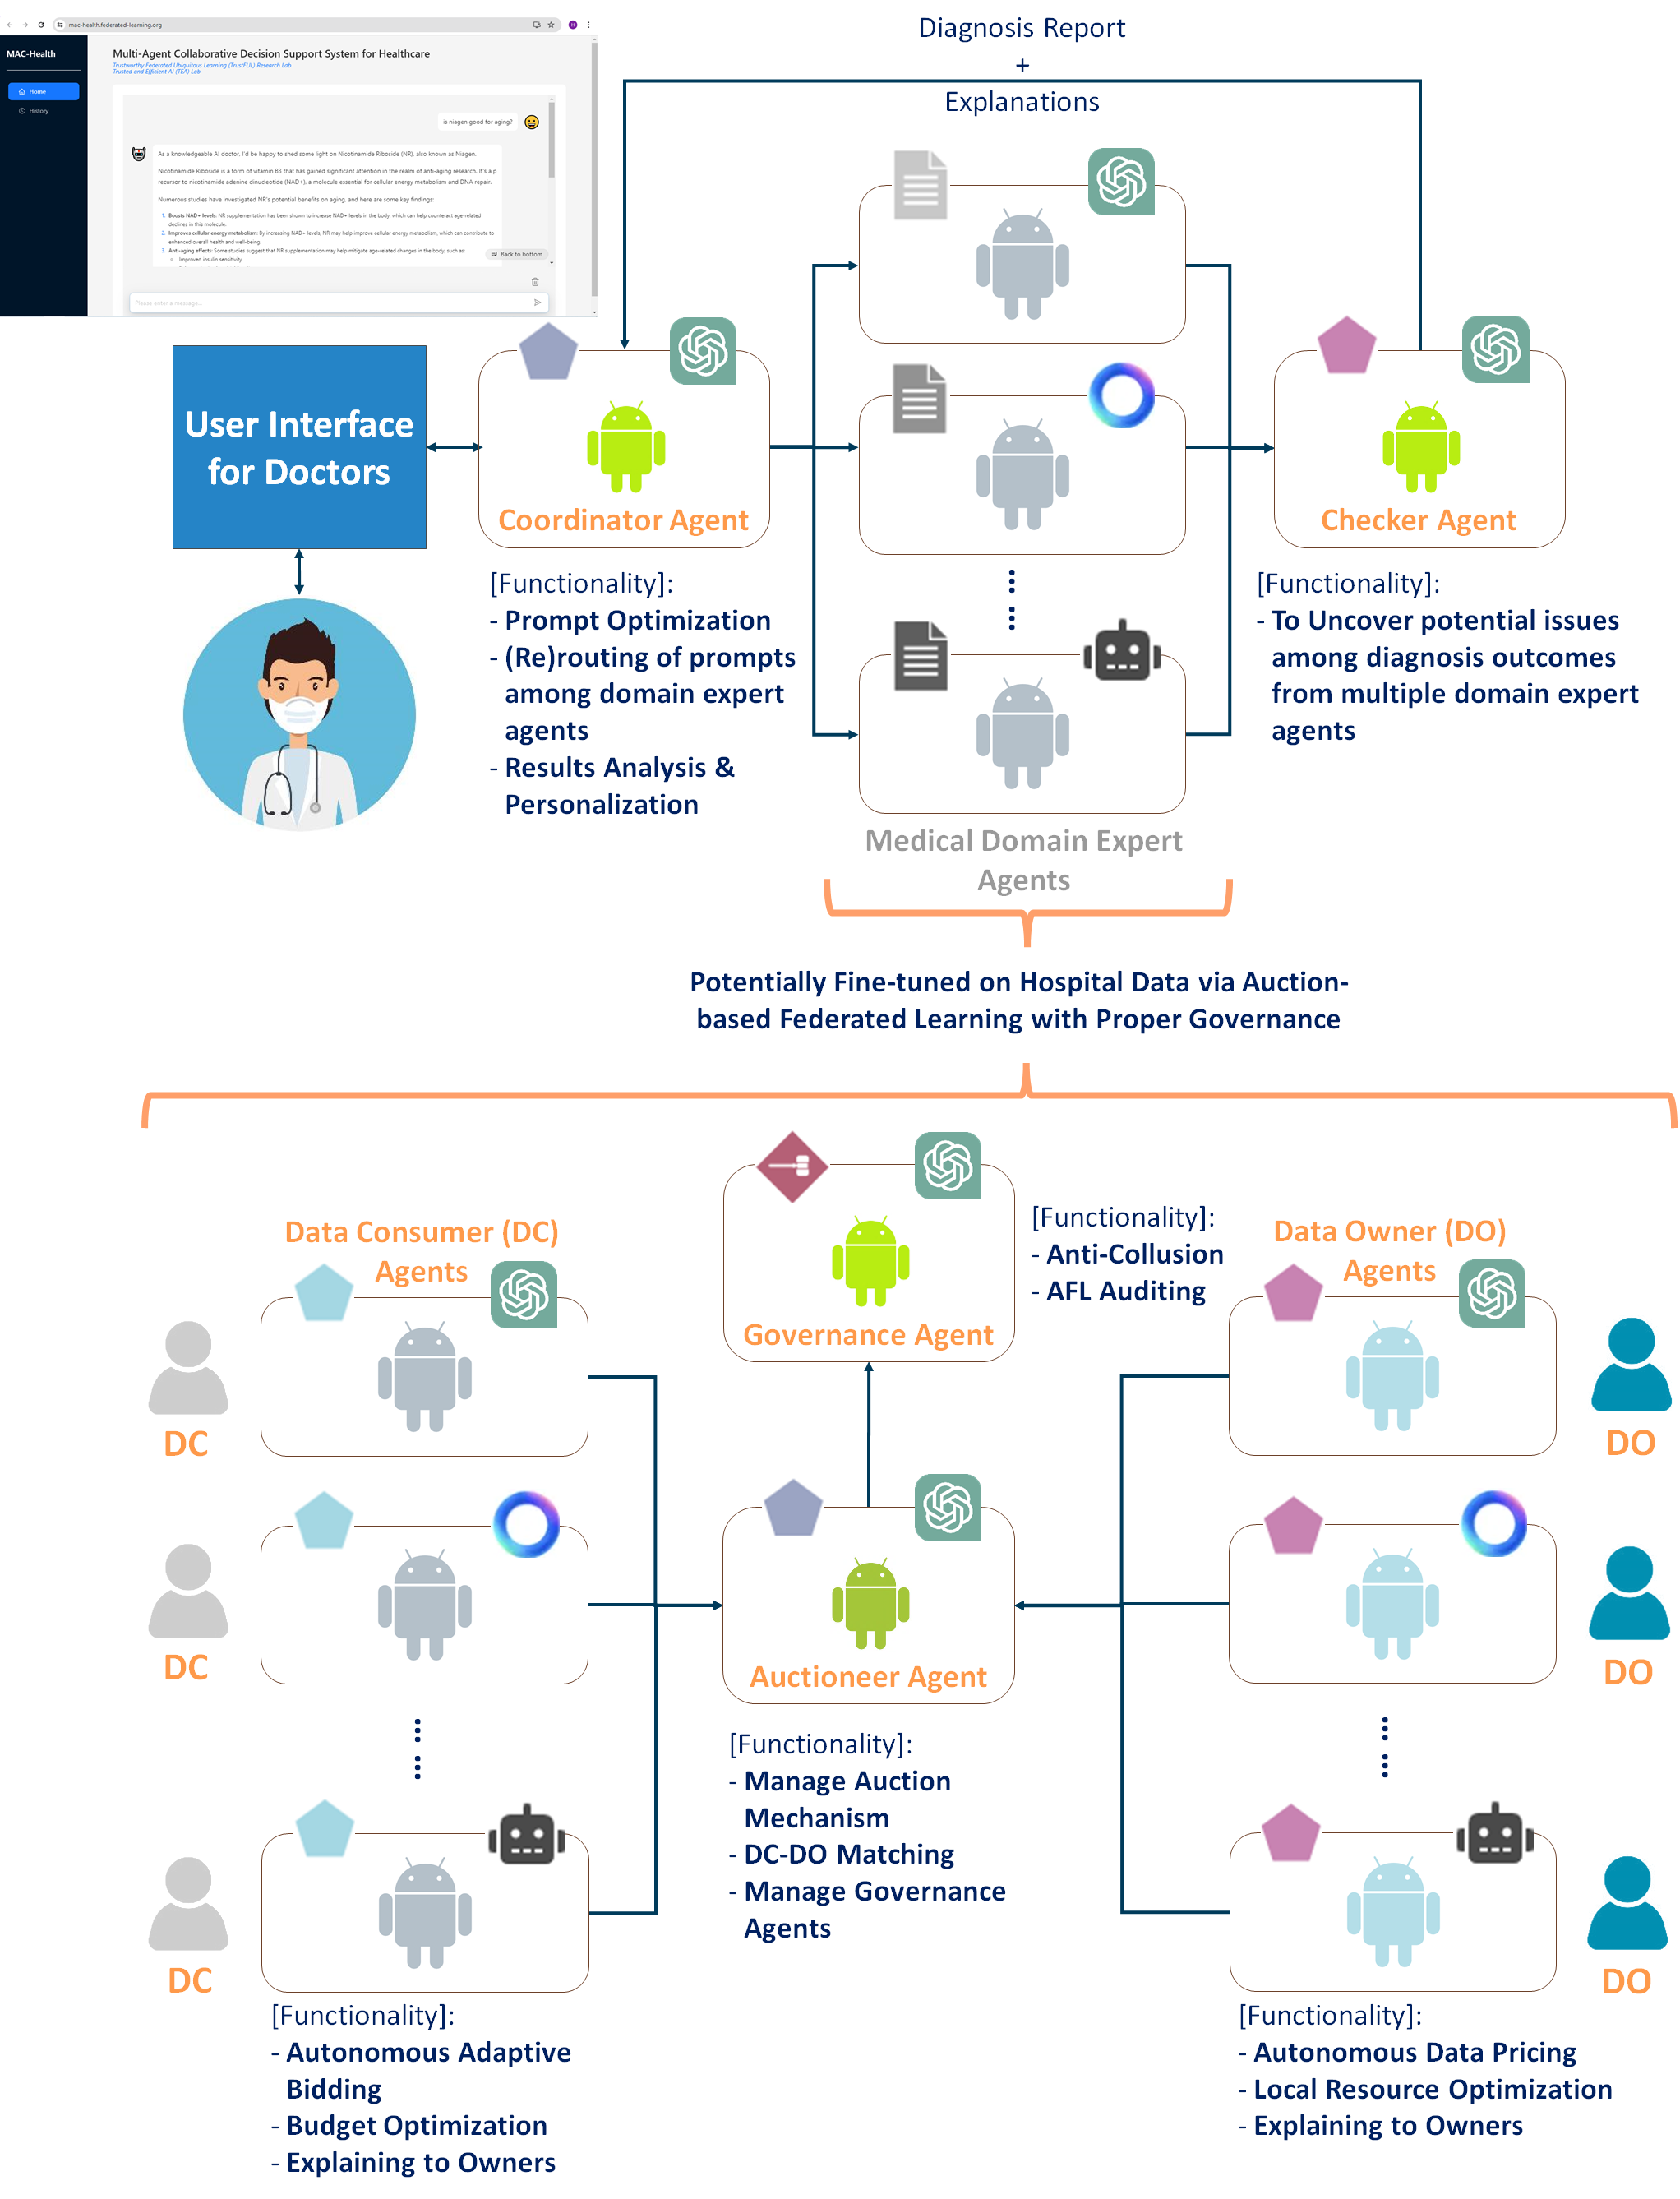 mac-health.federated-learning.org
MAC-Health
Home
History
Multi-Agent Collaborative Decision Support System for Healthcare
Trustworthy Federated Ubiquitous Learning (TrustFUL) Research Lab
Trusted and Efficient AI (TEA) Lab
is niagen good for aging?
As a knowledgeable AI doctor, I'd be happy to shed some light on Nicotinamide Riboside (NR), also known as Niagen.
Nicotinamide Riboside is a form of vitamin B3 that has gained significant attention in the realm of anti-aging research. It's a p
recursor to nicotinamide adenine dinucleotide (NAD+), a molecule essential for cellular energy metabolism and DNA repair.
Numerous studies have investigated NR's potential benefits on aging, and here are some key findings:
1. Boosts NAD+ levels: NR supplementation has been shown to increase NAD+ levels in the body, which can help counteract age-related
declines in this molecule.
2. Improves cellular energy metabolism: By increasing NAD+ levels, NR may help improve cellular energy metabolism, which can contribute to
enhanced overall health and well-being.
3. Anti-aging effects: Some studies suggest that NR supplementation may help mitigate age-related changes in the body, such as:
Improved insulin sensitivity
Back to bottom
Please enter a message...
Diagnosis Report
+
Explanations
User Interface
for Doctors
Coordinator Agent
[Functionality]:
- Prompt Optimization
- (Re)routing of prompts
among domain expert
agents
- Results Analysis &
Personalization
Medical Domain Expert
Agents
Checker Agent
[Functionality]:
- To Uncover potential issues
among diagnosis outcomes
from multiple domain expert
agents
Potentially Fine-tuned on Hospital Data via Auction-
based Federated Learning with Proper Governance
Data Consumer (DC)
Agents
DC
DC
DC
[Functionality]:
- Autonomous Adaptive
Bidding
- Budget Optimization
- Explaining to Owners
Governance Agent
[Functionality]:
- Anti-Collusion
- AFL Auditing
Auctioneer Agent
[Functionality]:
- Manage Auction
Mechanism
- DC-DO Matching
- Manage Governance
Agents
Data Owner (DO)
Agents
DO
DO
DO
[Functionality]:
- Autonomous Data Pricing
- Local Resource Optimization
- Explaining to Owners